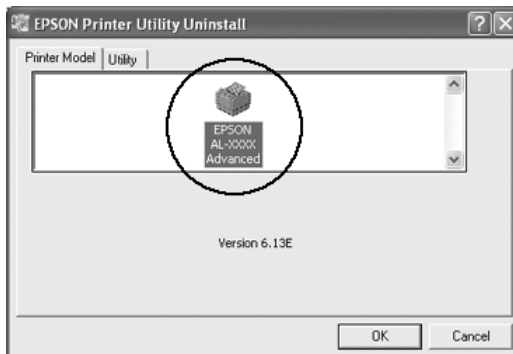 EPSON Printer Utility Uninstall
Printer Model Utility
EPSON
AL-XXXX
Advanced
Version 6.13E
OK Cancel